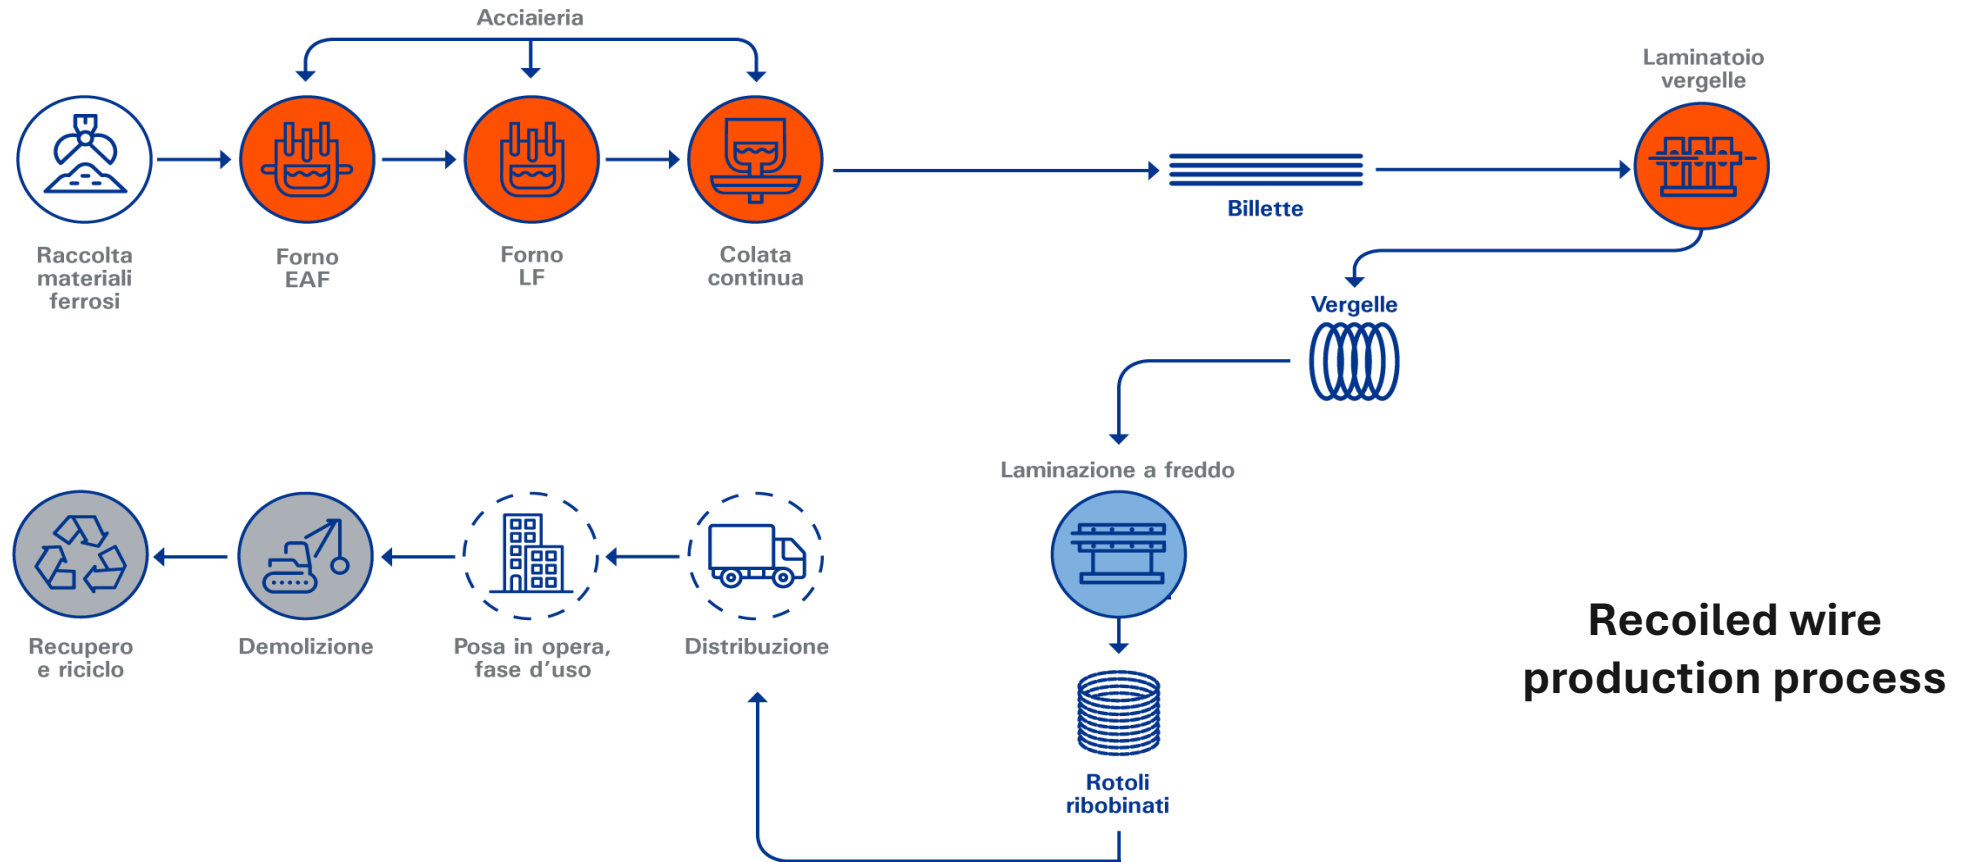 Acciaieria
Raccolta
materiali
ferrosi
Forno
EAF
Forno
LF
Colata
continua
Billette
Laminatoio
vergelle
Vergelle
Laminazione a freddo
Rotoli
ribobinati
Distribuzione
Posa in opera,
fase d’uso
Demolizione
Recupero
e riciclo
Recoiled wire
production process